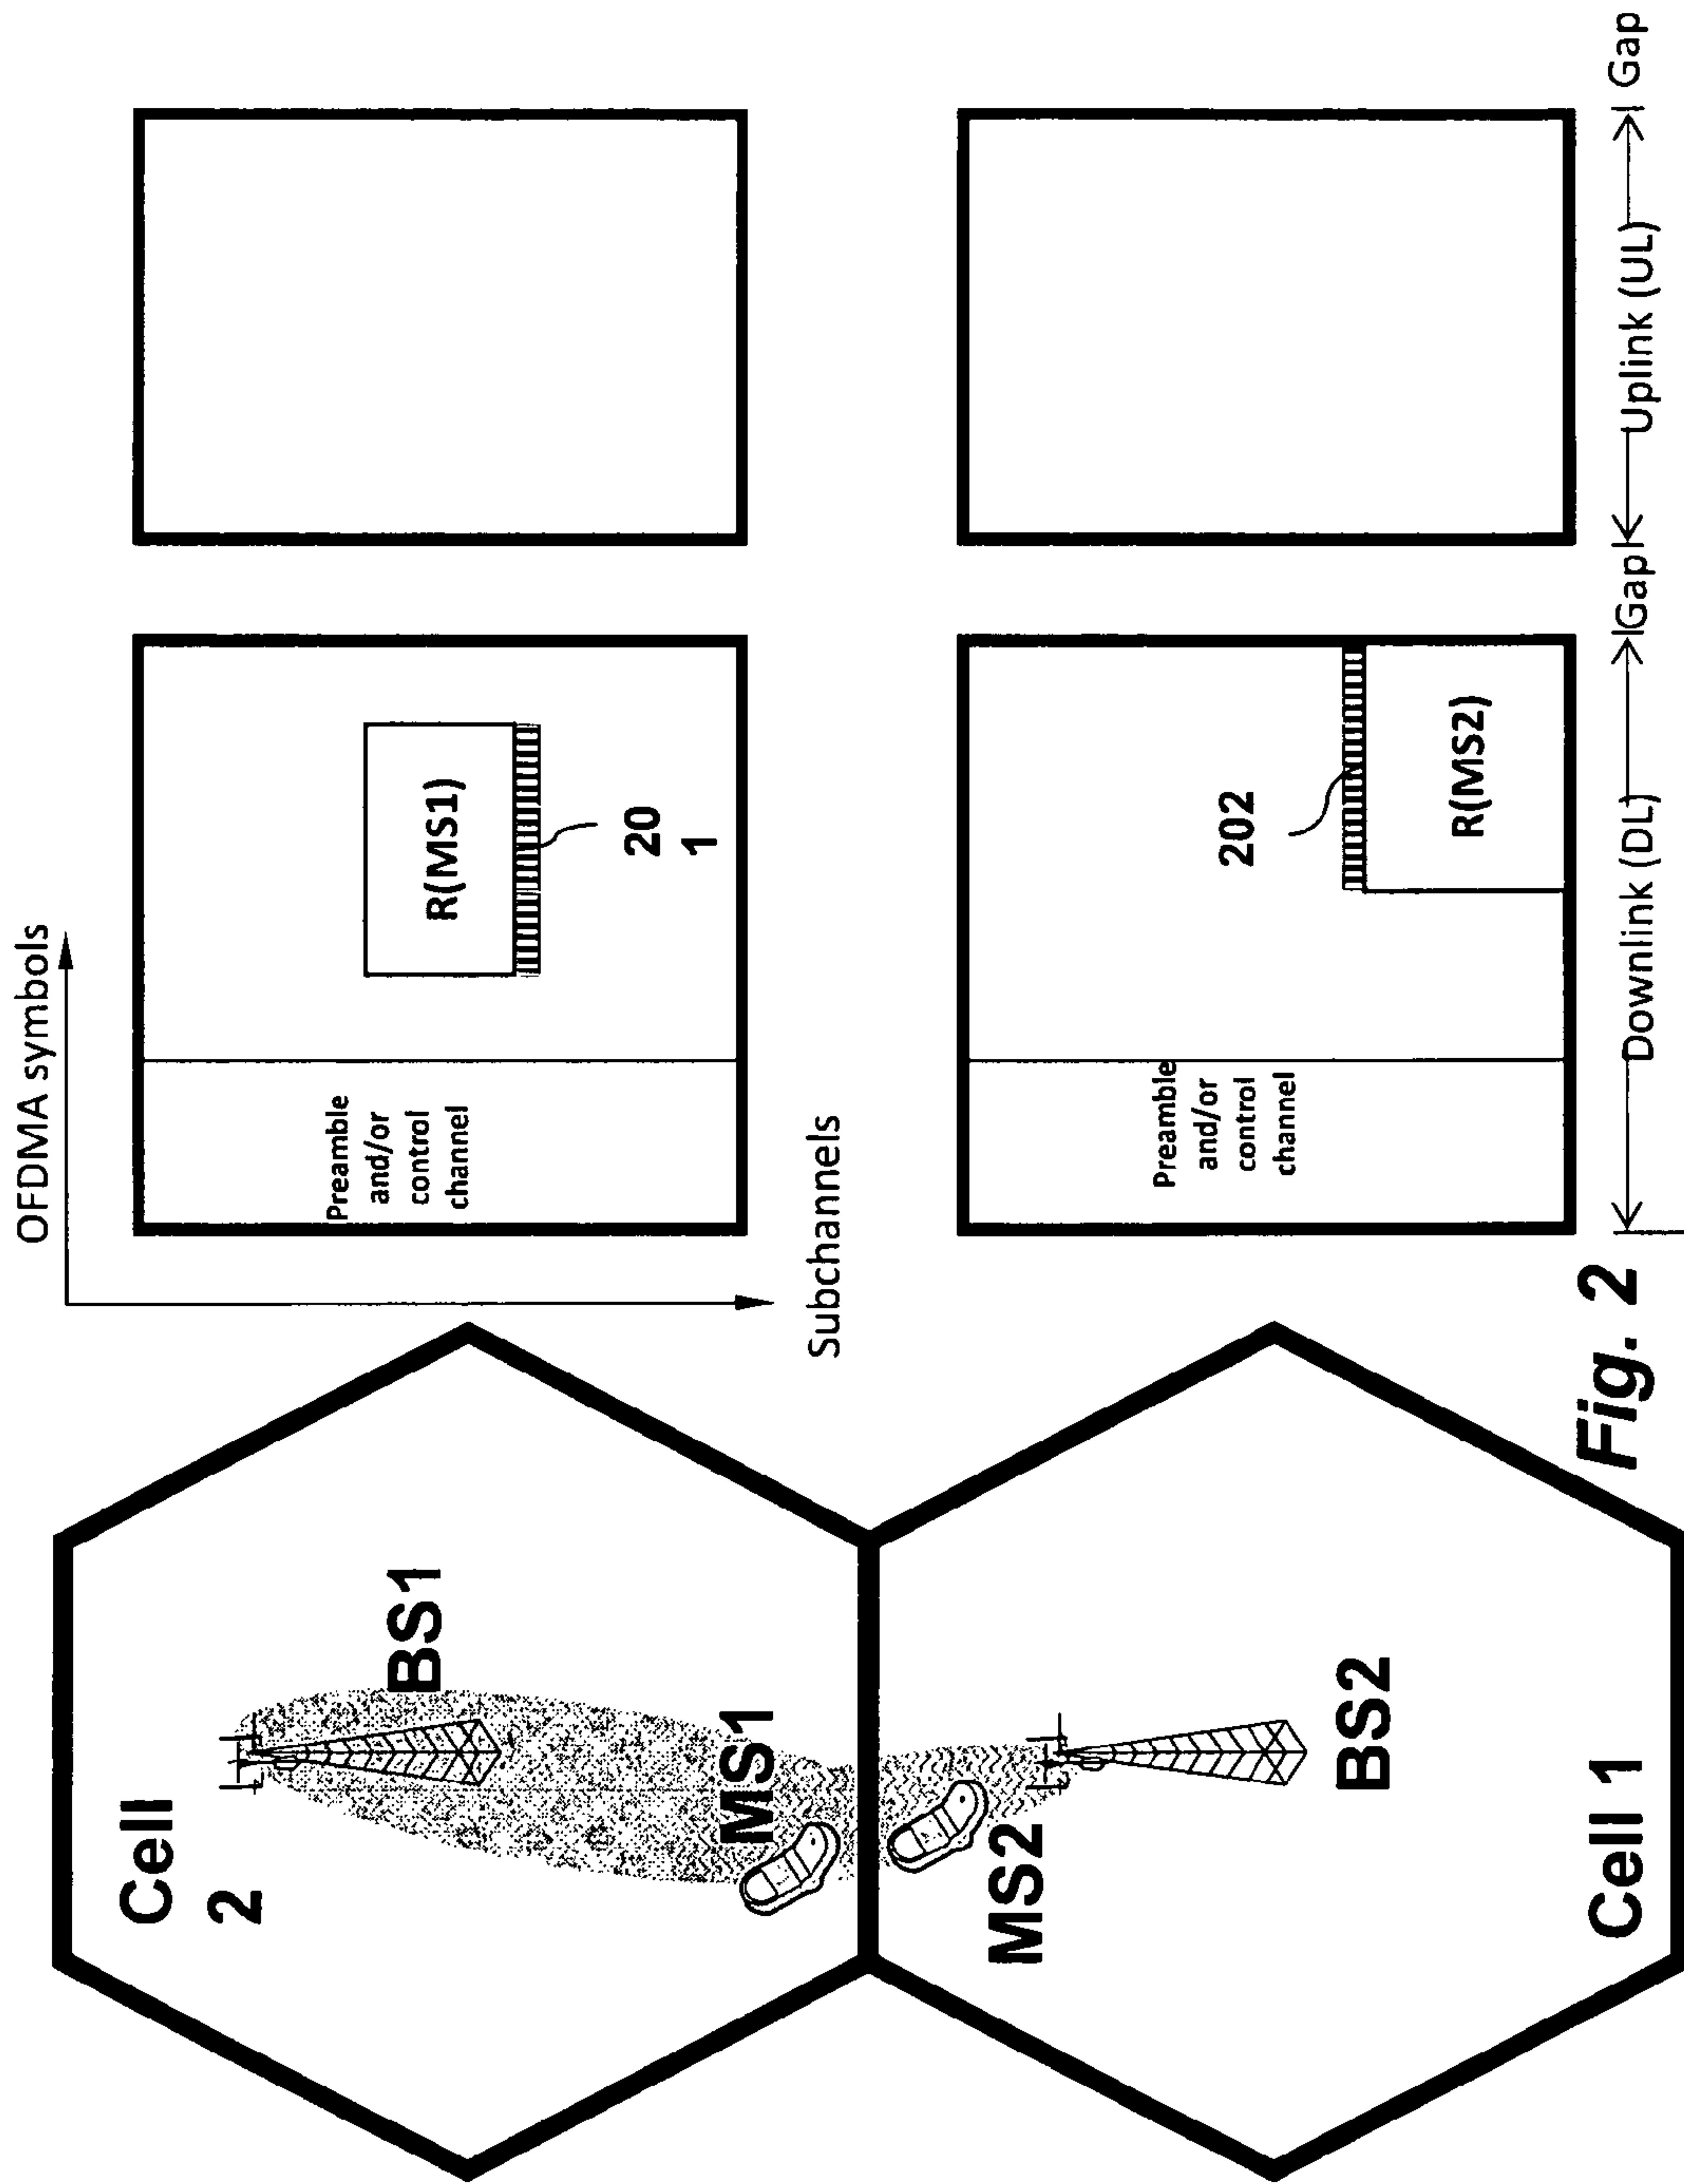 OFDMA symbols
Subchannels
Cell
2
BS1
MS1
Preamble
and/or
control
channel
R(MS1)
20
1
MS2
BS2
Cell 1
Preamble
and/or
control
channel
202
R(MS2)
Downlink (DL)
Gap
Uplink (UL)
Gap
Fig. 2